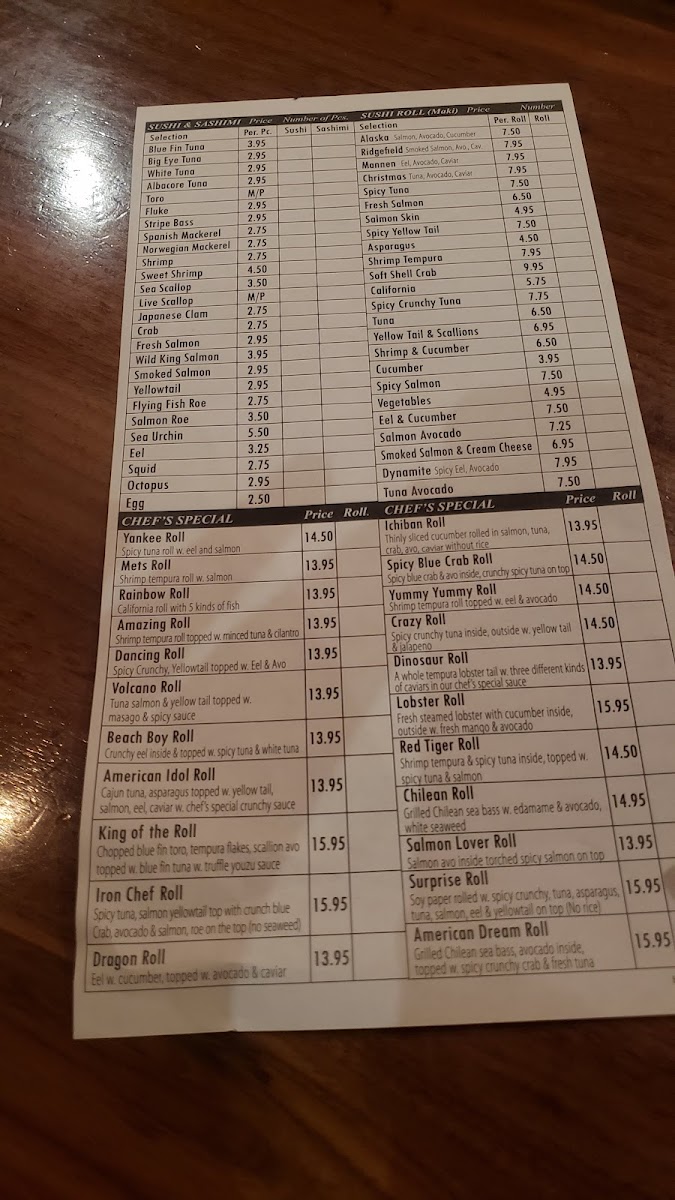 SUSHI & SASHIMI Price Number of Pcs.
Selection Per. Pc. Sushi Sashimi
Blue Fin Tuna 3.95
Big Eye Tuna 2.95
White Tuna 2.95
Albacore Tuna 2.95
Toro M/P
Fluke 2.95
Stripe Bass 2.95
Spanish Mackerel 2.75
Norwegian Mackerel 2.75
Shrimp 2.75
Sweet Shrimp 4.50
Sea Scallop 3.50
Live Scallop M/P
Japanese Clam 2.75
Crab 2.75
Fresh Salmon 2.95
Wild King Salmon 3.95
Smoked Salmon 2.95
Yellowtail 2.95
Flying Fish Roe 2.75
Salmon Roe 3.50
Sea Urchin 5.50
Eel 3.25
Squid 2.75
Octopus 2.95
Egg 2.50
SUSHI ROLL (Maki) Price Number
Selection Per. Roll Roll
Alaska Salmon, Avocado, Cucumber 7.50
Ridgefield Smoked Salmon, Avo., Cav. 7.95
Mannen Eel, Avocado, Caviar 7.95
Christmas Tuna, Avocado, Caviar 7.95
Spicy Tuna 7.50
Fresh Salmon 6.50
Salmon Skin 4.95
Spicy Yellow Tail 7.50
Asparagus 4.50
Shrimp Tempura 7.95
Soft Shell Crab 9.95
California 5.75
Spicy Crunchy Tuna 7.75
Tuna 6.50
Yellow Tail & Scallions 6.95
Shrimp & Cucumber 6.50
Cucumber 3.95
Spicy Salmon 7.50
Vegetables 4.95
Eel & Cucumber 7.50
Salmon Avocado 7.25
Smoked Salmon & Cream Cheese 6.95
Dynamite Spicy Eel, Avocado 7.95
Tuna Avocado 7.50
CHEF'S SPECIAL Price Roll.
Yankee Roll 14.50
Spicy tuna roll w. eel and salmon
Mets Roll 13.95
Shrimp tempura roll w. salmon
Rainbow Roll 13.95
California roll with 5 kinds of fish
Amazing Roll 13.95
Shrimp tempura roll topped w. minced tuna & cilantro
Dancing Roll 13.95
Spicy Crunchy, Yellowtail topped w. Eel & Avo
Volcano Roll 13.95
Tuna salmon & yellow tail topped w.
masago & spicy sauce
Beach Boy Roll 13.95
Crunchy eel inside & topped w. spicy tuna & white tuna
American Idol Roll 13.95
Cajun tuna, asparagus topped w. yellow tail,
salmon, eel, caviar w. chef's special crunchy sauce
King of the Roll 15.95
Chopped blue fin toro, tempura flakes, scallion avo
topped w. blue fin tuna w. truffle youzu sauce
Iron Chef Roll 15.95
Spicy tuna, salmon yellowtail top with crunch blue
Crab, avocado & salmon, roe on the top (no seaweed)
Dragon Roll 13.95
Eel w. cucumber, topped w. avocado & caviar
CHEF'S SPECIAL Price Roll
Ichiban Roll 13.95
Thinly sliced cucumber rolled in salmon, tuna,
crab, avo, caviar without rice
Spicy Blue Crab Roll 14.50
Spicy blue crab & avo inside, crunchy spicy tuna on top
Yummy Yummy Roll 14.50
Shrimp tempura roll topped w. eel & avocado
Crazy Roll 14.50
Spicy crunchy tuna inside, outside w. yellow tail
& jalapeno
Dinosaur Roll 13.95
A whole tempura lobster tail w. three different kinds
of caviars in our chef's special sauce
Lobster Roll 15.95
Fresh steamed lobster with cucumber inside,
outside w. fresh mango & avocado
Red Tiger Roll 14.50
Shrimp tempura & spicy tuna inside, topped w.
spicy tuna & salmon
Chilean Roll 14.95
Grilled Chilean sea bass w. edamame & avocado,
white seaweed
Salmon Lover Roll 13.95
Salmon avo inside torched spicy salmon on top
Surprise Roll 15.95
Soy paper rolled w. spicy crunchy, tuna, asparagus,
tuna, salmon, eel & yellowtail on top (No rice)
American Dream Roll 15.95
Grilled Chilean sea bass, avocado inside,
topped w. spicy crunchy crab & fresh tuna